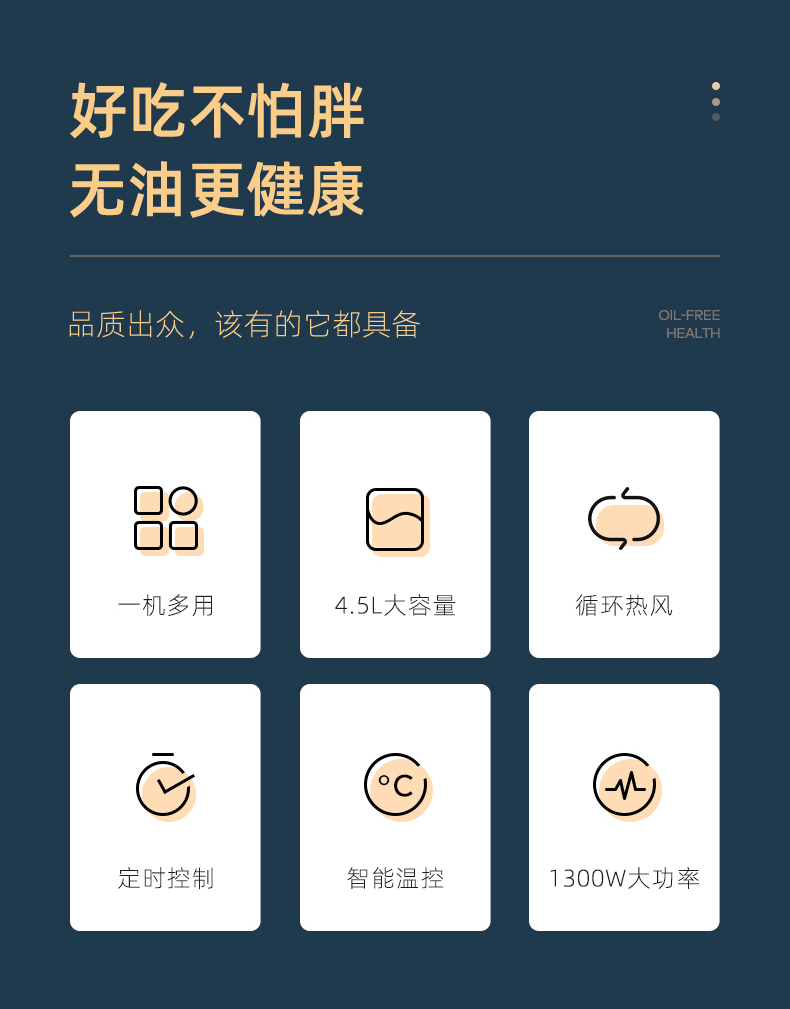 好吃不怕胖
无油更健康
品质出众，该有的它都具备
OIL-FREE
HEALTH
一机多用
4.5L大容量
循环热风
°C
定时控制
智能温控
1300W大功率